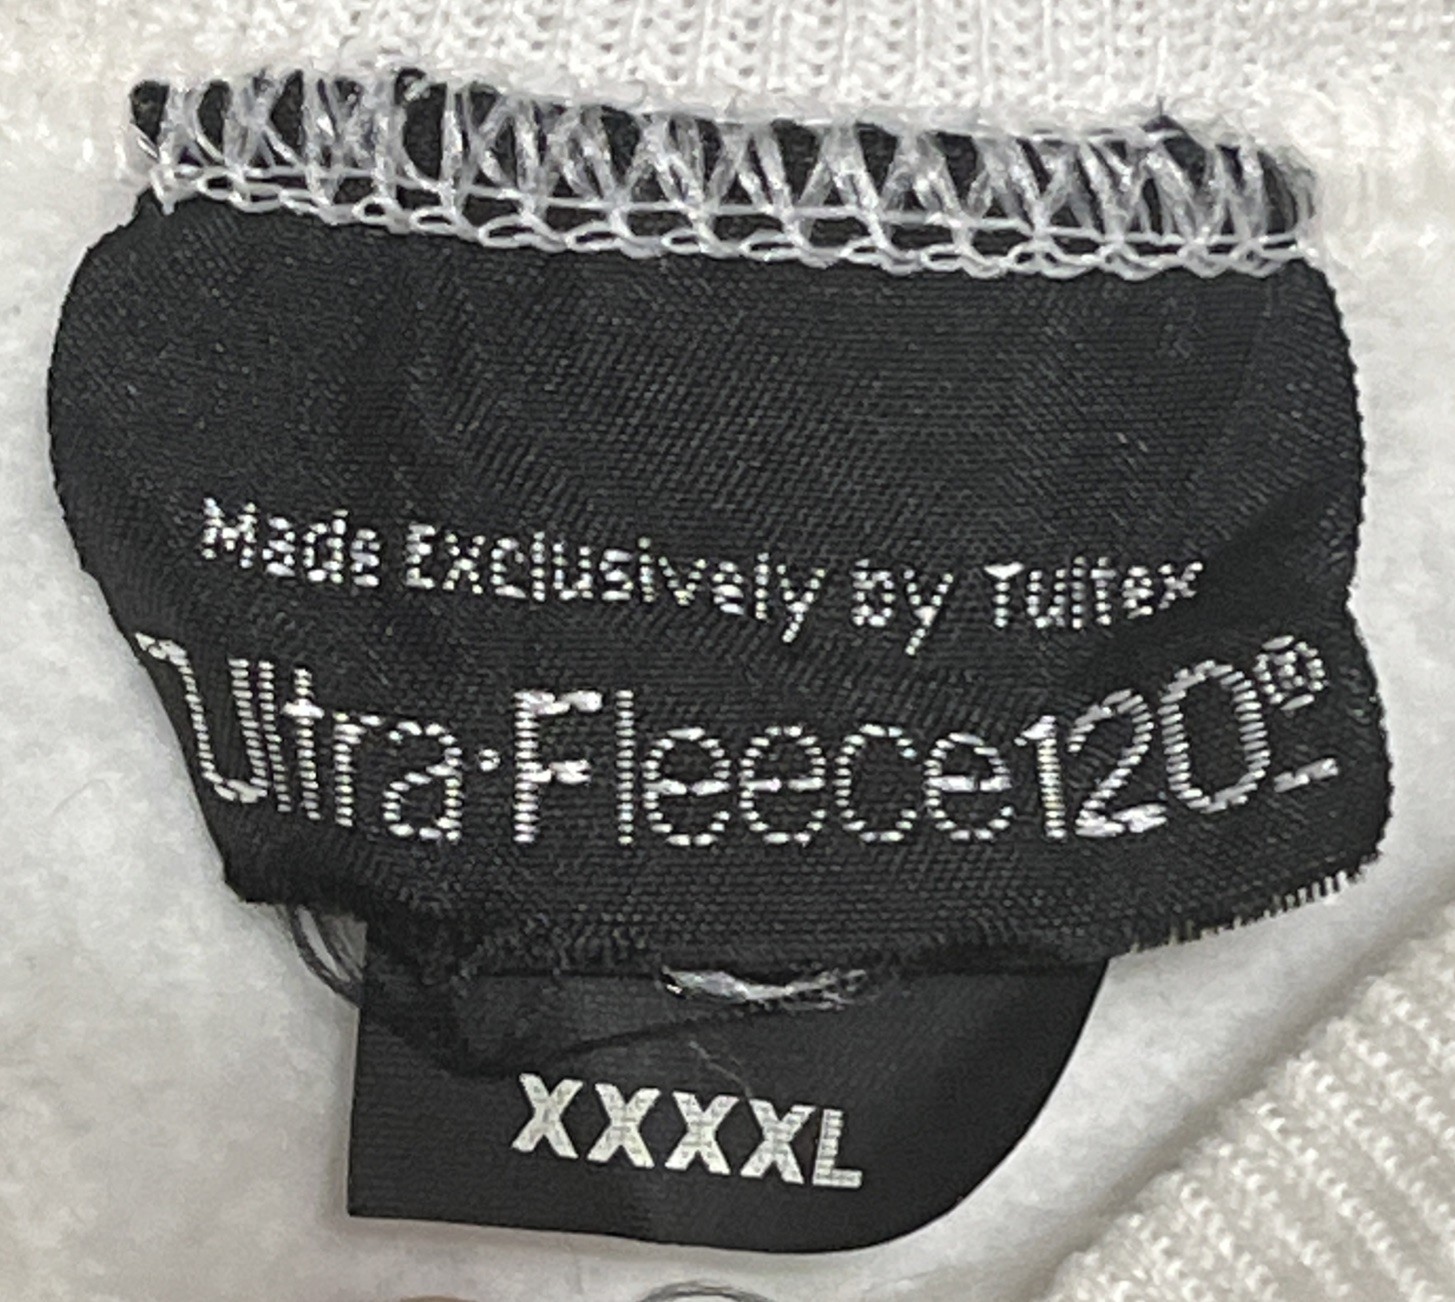 Made Exclusively by Tultex
Ultra·Fleece120®
XXXXL